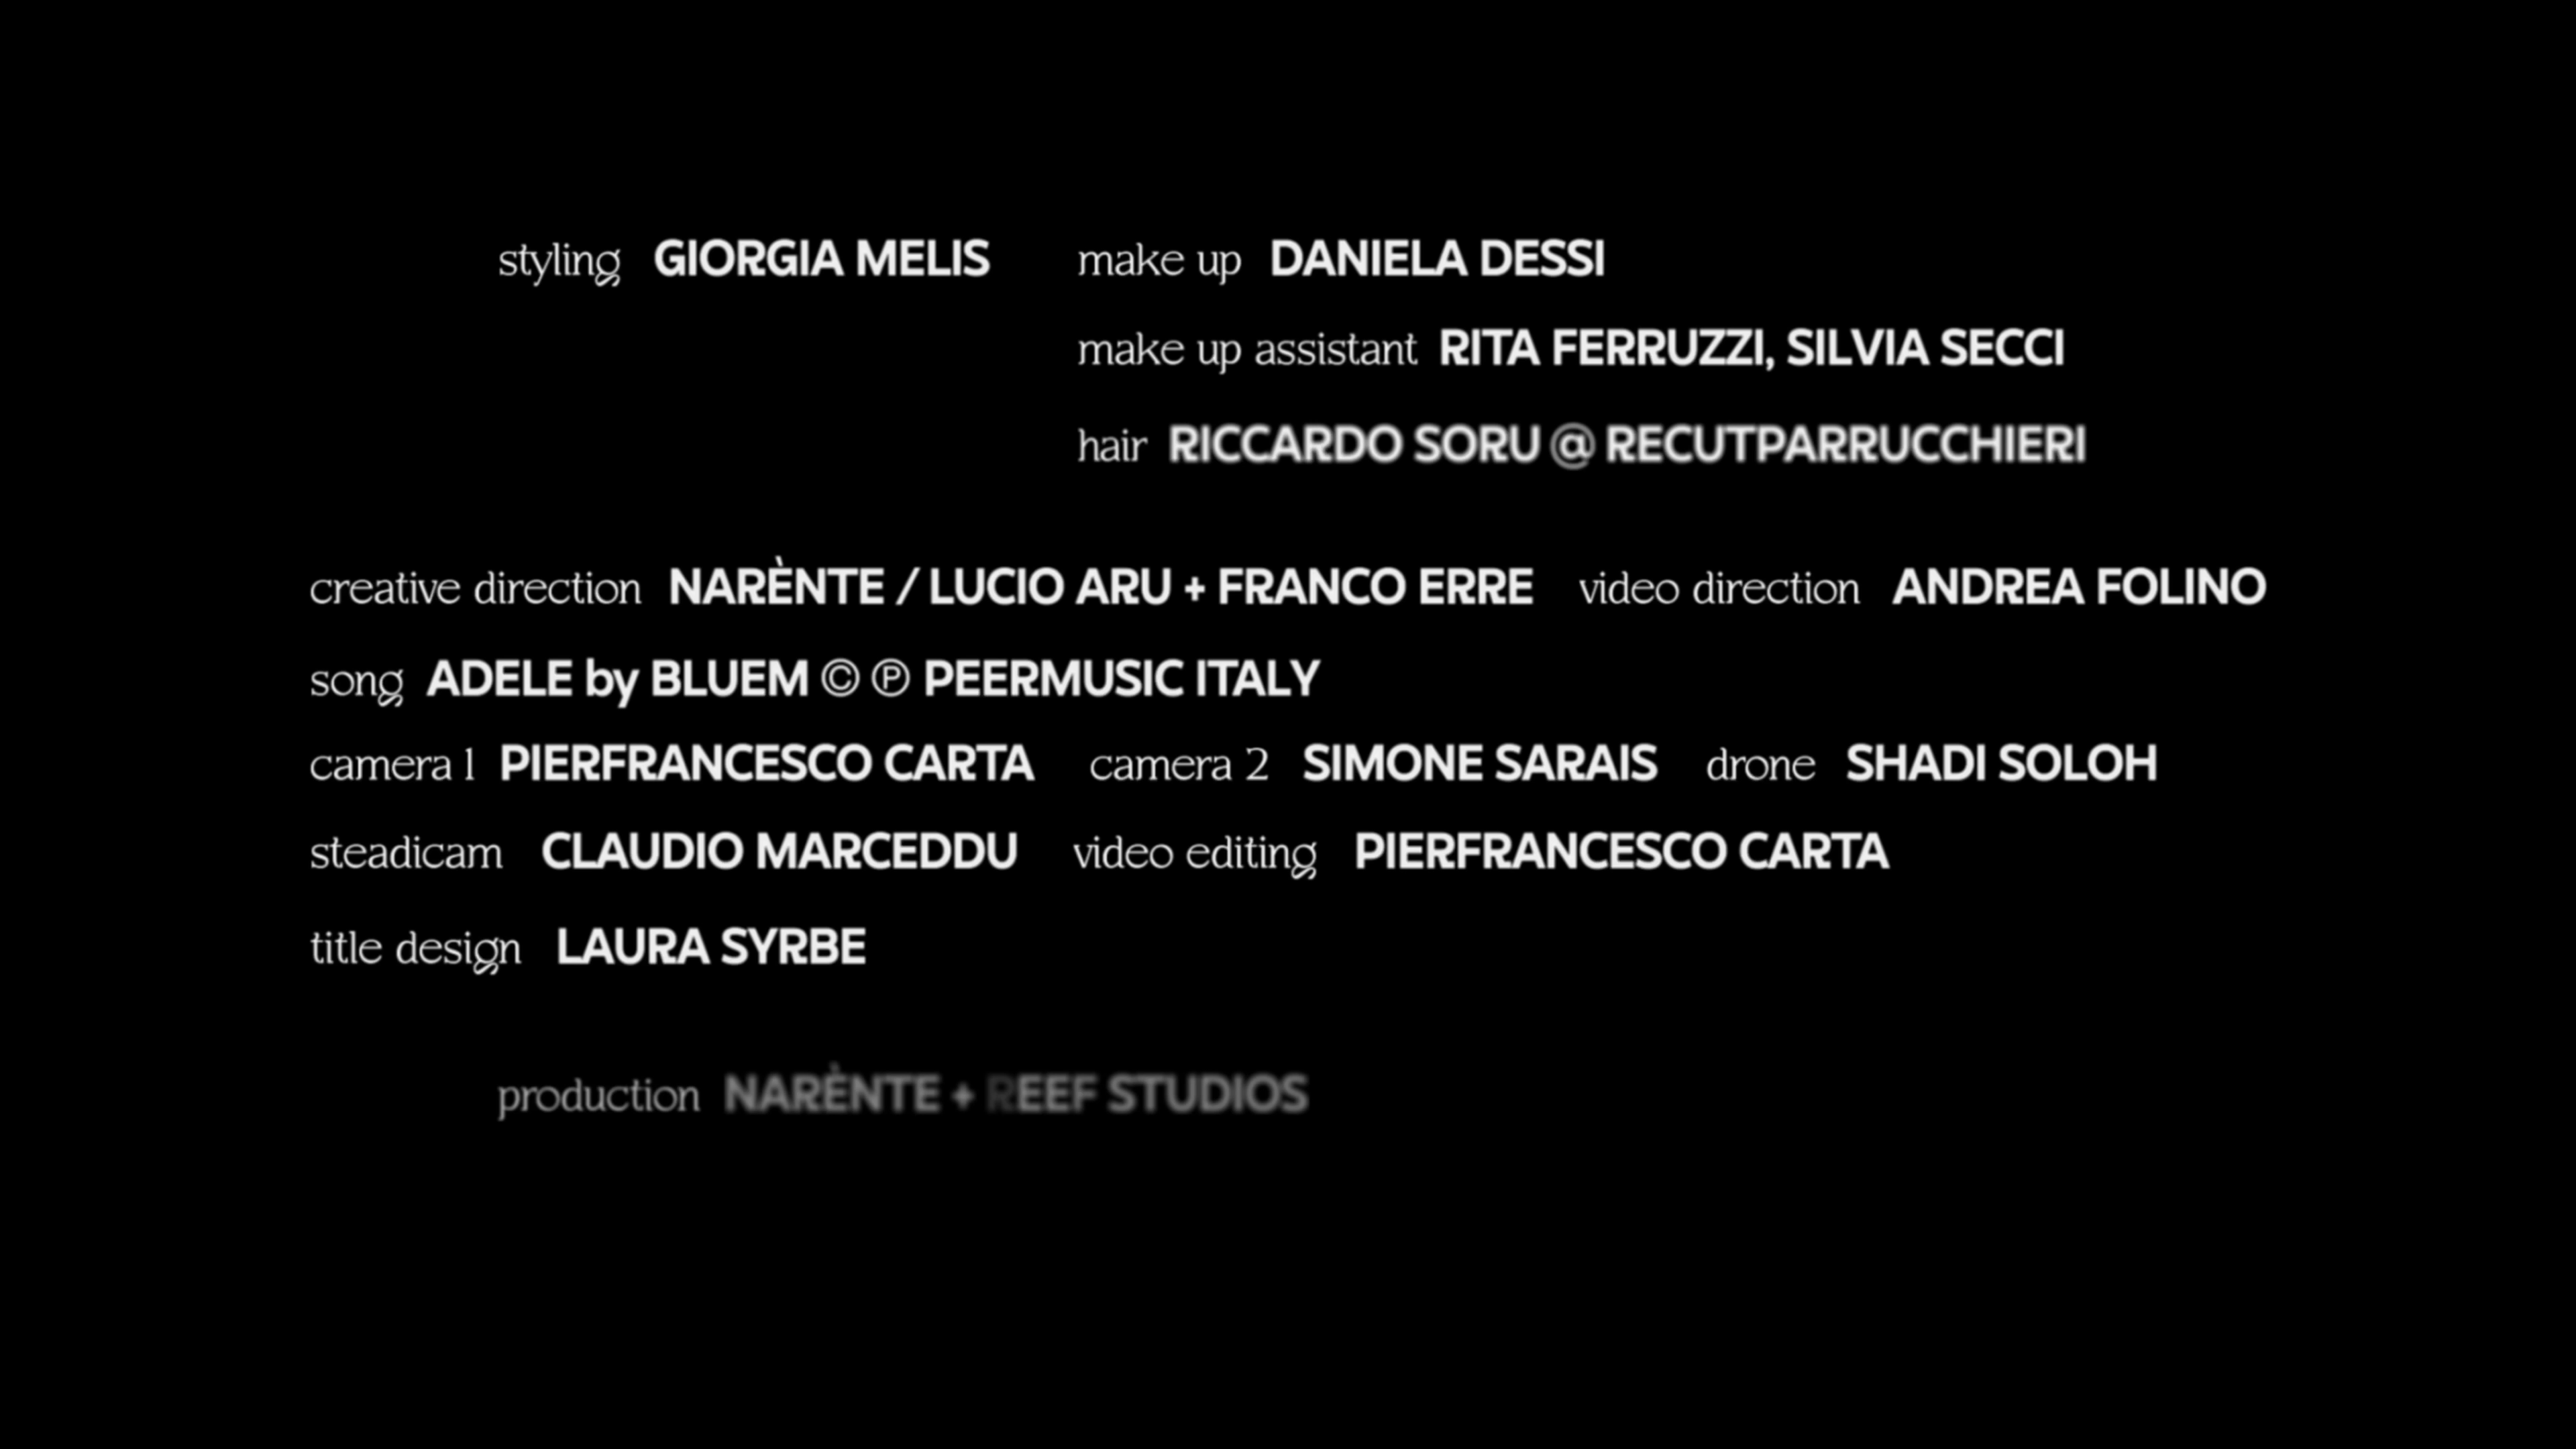 styling GIORGIA MELIS make up DANIELA DESSI
make up assistant RITA FERRUZZI, SILVIA SECCI
hair RICCARDO SORU @ RECUTPARRUCCHIERI
creative direction NARÈNTE / LUCIO ARU + FRANCO ERRE video direction ANDREA FOLINO
song ADELE by BLUEM © ℗ PEERMUSIC ITALY
camera 1 PIERFRANCESCO CARTA camera 2 SIMONE SARAIS drone SHADI SOLOH
steadicam CLAUDIO MARCEDDU video editing PIERFRANCESCO CARTA
title design LAURA SYRBE
production NARÈNTE + REEF STUDIOS